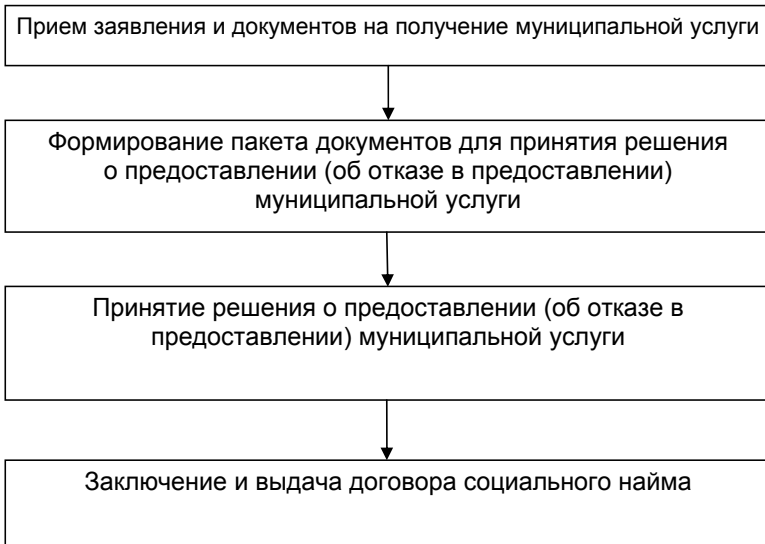 Прием заявления и документов на получение муниципальной услуги
Формирование пакета документов для принятия решения
о предоставлении (об отказе в предоставлении)
муниципальной услуги
Принятие решения о предоставлении (об отказе в
предоставлении) муниципальной услуги
Заключение и выдача договора социального найма